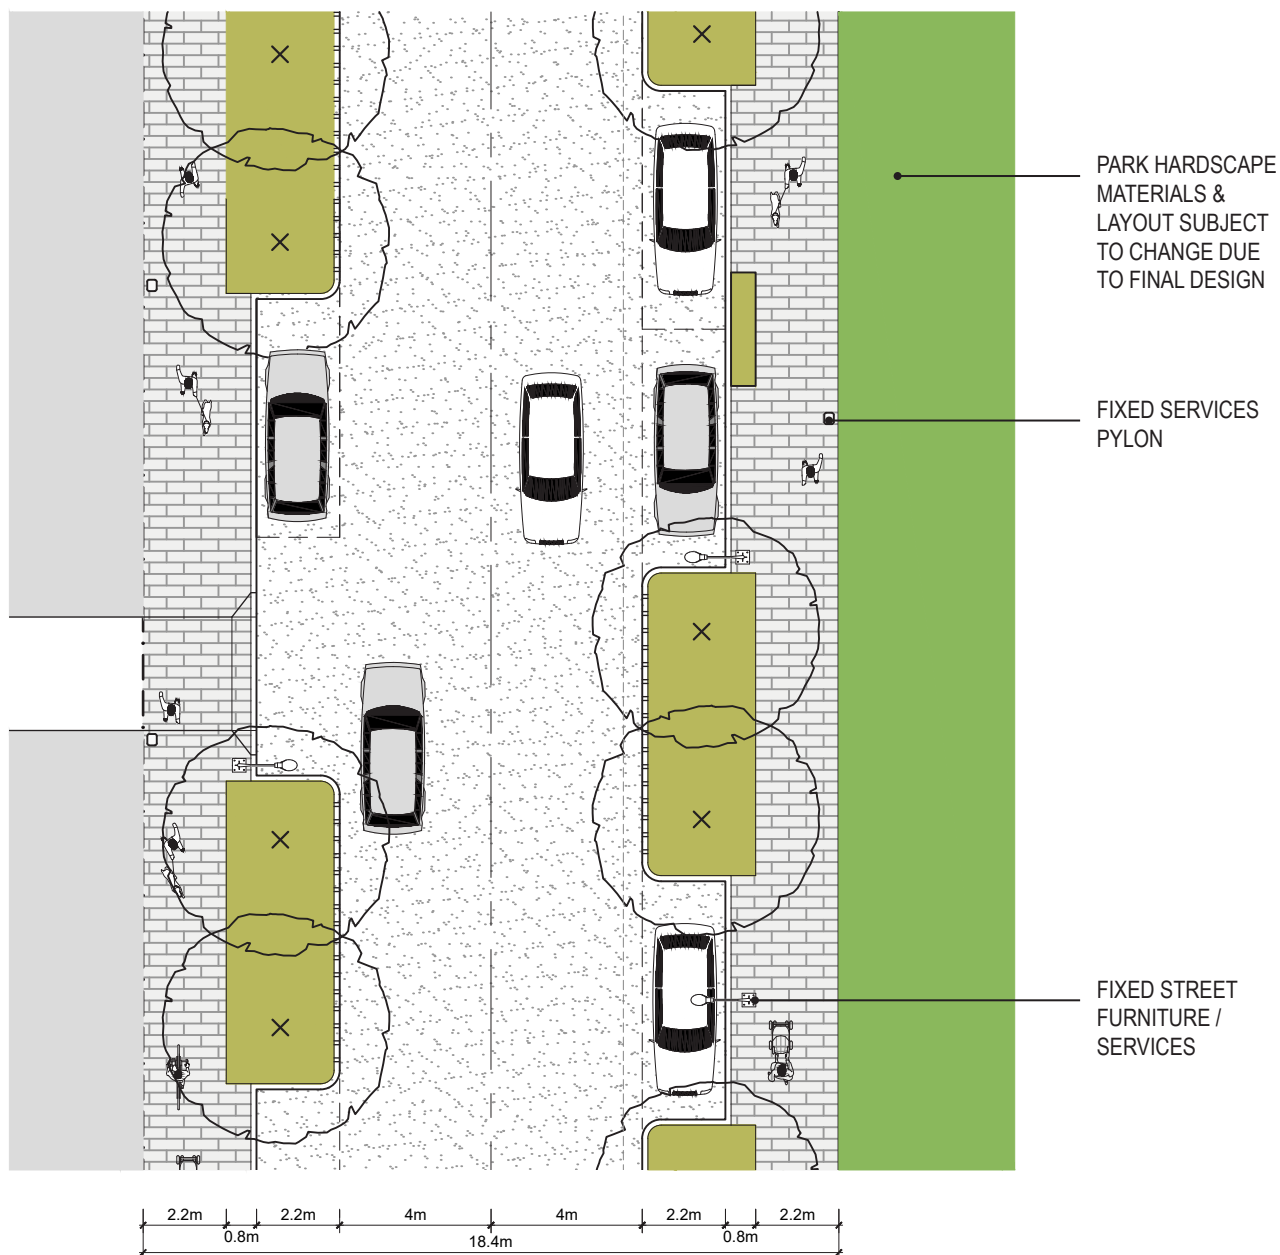 PARK HARDSCAPE
MATERIALS &
LAYOUT SUBJECT
TO CHANGE DUE
TO FINAL DESIGN
FIXED SERVICES
PYLON
FIXED STREET
FURNITURE /
SERVICES
2.2m 2.2m 4m 4m 2.2m 2.2m
0.8m 18.4m 0.8m